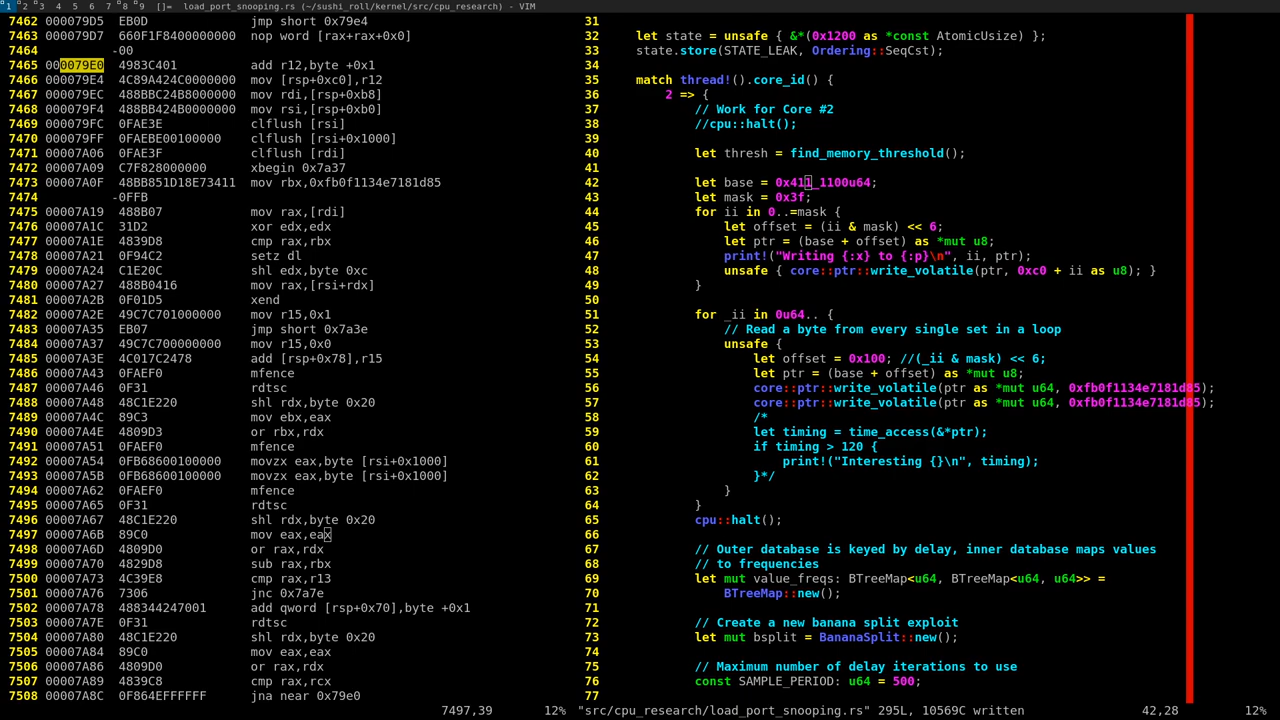 1 2 3 4 5 6 7 8 9 []= load_port_snooping.rs (~/sushi_roll/kernel/src/cpu_research) - VIM
7462 000079D5 EB0D jmp short 0x79e4
7463 000079D7 660F1F8400000000 nop word [rax+rax+0x0]
7464 -00
7465 000079E0 4983C401 add r12,byte +0x1
7466 000079E4 4C89A424C0000000 mov [rsp+0xc0],r12
7467 000079EC 488BBC24B8000000 mov rdi,[rsp+0xb8]
7468 000079F4 488BB424B0000000 mov rsi,[rsp+0xb0]
7469 000079FC 0FAE3E clflush [rsi]
7470 000079FF 0FAEBE00100000 clflush [rsi+0x1000]
7471 00007A06 0FAE3F clflush [rdi]
7472 00007A09 C7F828000000 xbegin 0x7a37
7473 00007A0F 48BB851D18E73411 mov rbx,0xfb0f1134e7181d85
7474 -0FFB
7475 00007A19 488B07 mov rax,[rdi]
7476 00007A1C 31D2 xor edx,edx
7477 00007A1E 4839D8 cmp rax,rbx
7478 00007A21 0F94C2 setz dl
7479 00007A24 C1E20C shl edx,byte 0xc
7480 00007A27 488B0416 mov rax,[rsi+rdx]
7481 00007A2B 0F01D5 xend
7482 00007A2E 49C7C701000000 mov r15,0x1
7483 00007A35 EB07 jmp short 0x7a3e
7484 00007A37 49C7C700000000 mov r15,0x0
7485 00007A3E 4C017C2478 add [rsp+0x78],r15
7486 00007A43 0FAEF0 mfence
7487 00007A46 0F31 rdtsc
7488 00007A48 48C1E220 shl rdx,byte 0x20
7489 00007A4C 89C3 mov ebx,eax
7490 00007A4E 4809D3 or rbx,rdx
7491 00007A51 0FAEF0 mfence
7492 00007A54 0FB68600100000 movzx eax,byte [rsi+0x1000]
7493 00007A5B 0FB68600100000 movzx eax,byte [rsi+0x1000]
7494 00007A62 0FAEF0 mfence
7495 00007A65 0F31 rdtsc
7496 00007A67 48C1E220 shl rdx,byte 0x20
7497 00007A6B 89C0 mov eax,eax
7498 00007A6D 4809D0 or rax,rdx
7499 00007A70 4829D8 sub rax,rbx
7500 00007A73 4C39E8 cmp rax,r13
7501 00007A76 7306 jnc 0x7a7e
7502 00007A78 488344247001 add qword [rsp+0x70],byte +0x1
7503 00007A7E 0F31 rdtsc
7504 00007A80 48C1E220 shl rdx,byte 0x20
7505 00007A84 89C0 mov eax,eax
7506 00007A86 4809D0 or rax,rdx
7507 00007A89 4839C8 cmp rax,rcx
7508 00007A8C 0F864EFFFFFF jna near 0x79e0
7497,39 12%
31
32 let state = unsafe { &*(0x1200 as *const AtomicUsize) };
33 state.store(STATE_LEAK, Ordering::SeqCst);
34
35 match thread!().core_id() {
36 2 => {
37 // Work for Core #2
38 //cpu::halt();
39
40 let thresh = find_memory_threshold();
41
42 let base = 0x411_1100u64;
43 let mask = 0x3f;
44 for ii in 0..=mask {
45 let offset = (ii & mask) << 6;
46 let ptr = (base + offset) as *mut u8;
47 print!("Writing {:x} to {:p}\n", ii, ptr);
48 unsafe { core::ptr::write_volatile(ptr, 0xc0 + ii as u8); }
49 }
50
51 for _ii in 0u64.. {
52 // Read a byte from every single set in a loop
53 unsafe {
54 let offset = 0x100; //(_ii & mask) << 6;
55 let ptr = (base + offset) as *mut u8;
56 core::ptr::write_volatile(ptr as *mut u64, 0xfb0f1134e7181d85);
57 core::ptr::write_volatile(ptr as *mut u64, 0xfb0f1134e7181d85);
58 /*
59 let timing = time_access(&*ptr);
60 if timing > 120 {
61 print!("Interesting {}\n", timing);
62 }*/
63 }
64 }
65 cpu::halt();
66
67 // Outer database is keyed by delay, inner database maps values
68 // to frequencies
69 let mut value_freqs: BTreeMap<u64, BTreeMap<u64, u64>> =
70 BTreeMap::new();
71
72 // Create a new banana split exploit
73 let mut bsplit = BananaSplit::new();
74
75 // Maximum number of delay iterations to use
76 const SAMPLE_PERIOD: u64 = 500;
77
"src/cpu_research/load_port_snooping.rs" 295L, 10569C written 42,28 12%